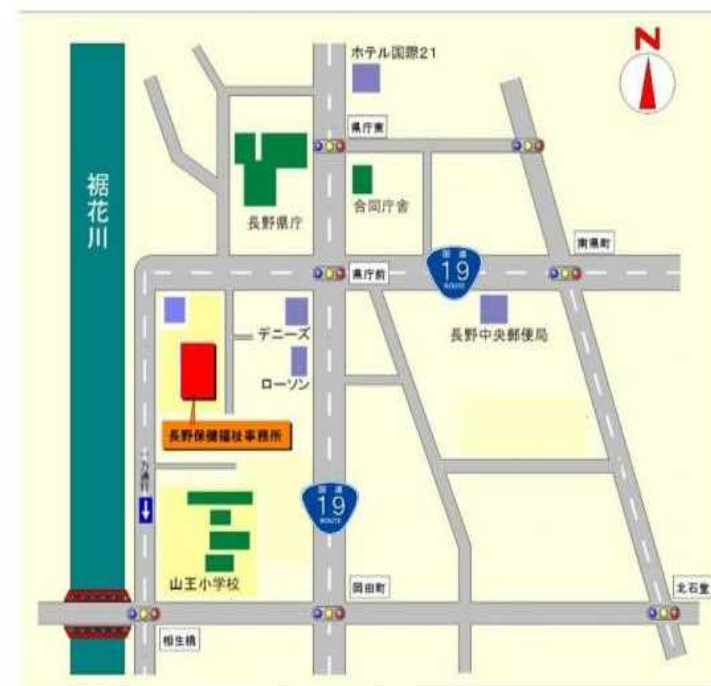 ホテル国際21
N
県庁東
裾花川
合同庁舎
長野県庁
南県町
国道
19
ROUTE
県庁前
デニーズ
長野中央郵便局
ローソン
長野保健福祉事務所
一方通行
国道
19
ROUTE
山王小学校
岡田町
北石堂
相生橋